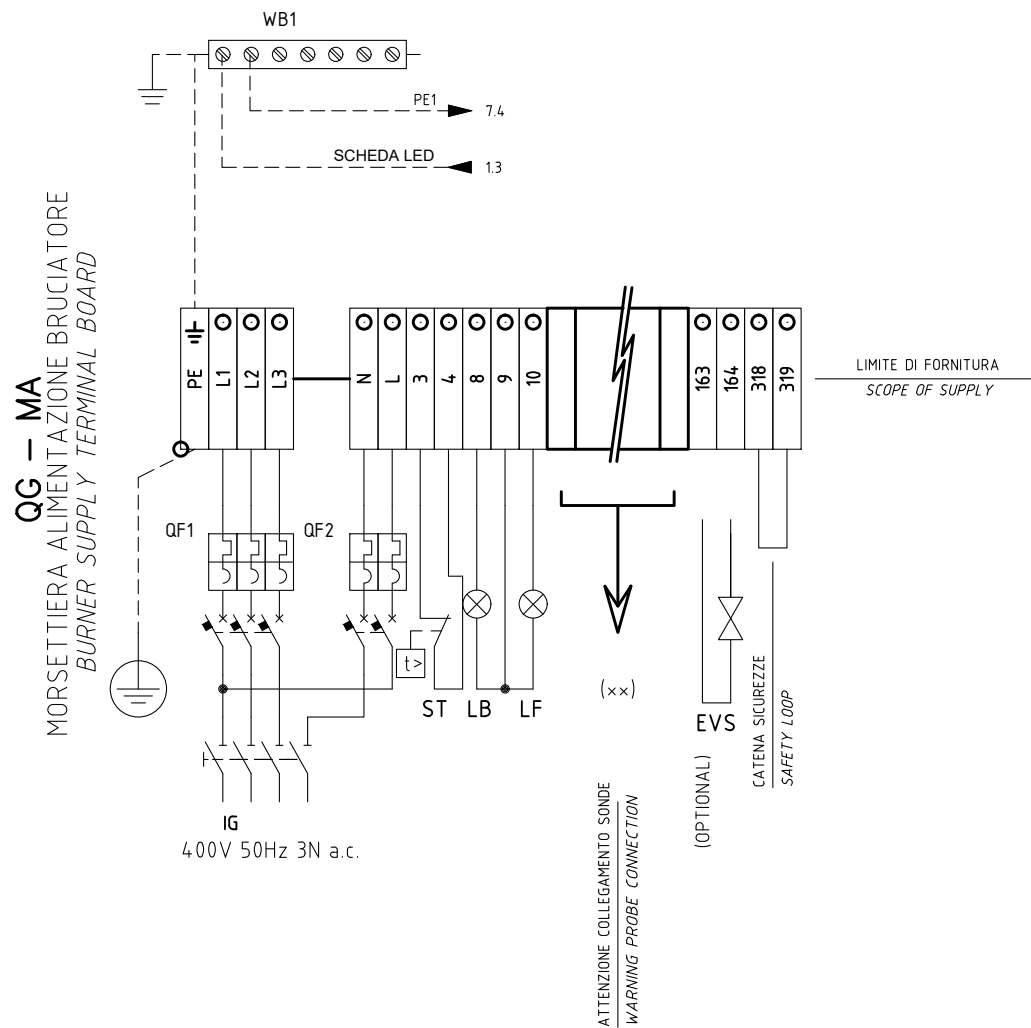 WB1
PE1
7.4
SCHEDA LED
1.3
QG - MA
MORSETTIERA ALIMENTAZIONE BRUCIATORE
BURNER SUPPLY TERMINAL BOARD
PE
L1
L2
L3
N
L
3
4
8
9
10
163
164
318
319
LIMITE DI FORNITURA
SCOPE OF SUPPLY
QF1
QF2
t>
ST
LB
LF
(xx)
EVS
(OPTIONAL)
CATENA SICUREZZE
SAFETY LOOP
IG
400V 50Hz 3N a.c.
ATTENZIONE COLLEGAMENTO SONDE
WARNING PROBE CONNECTION